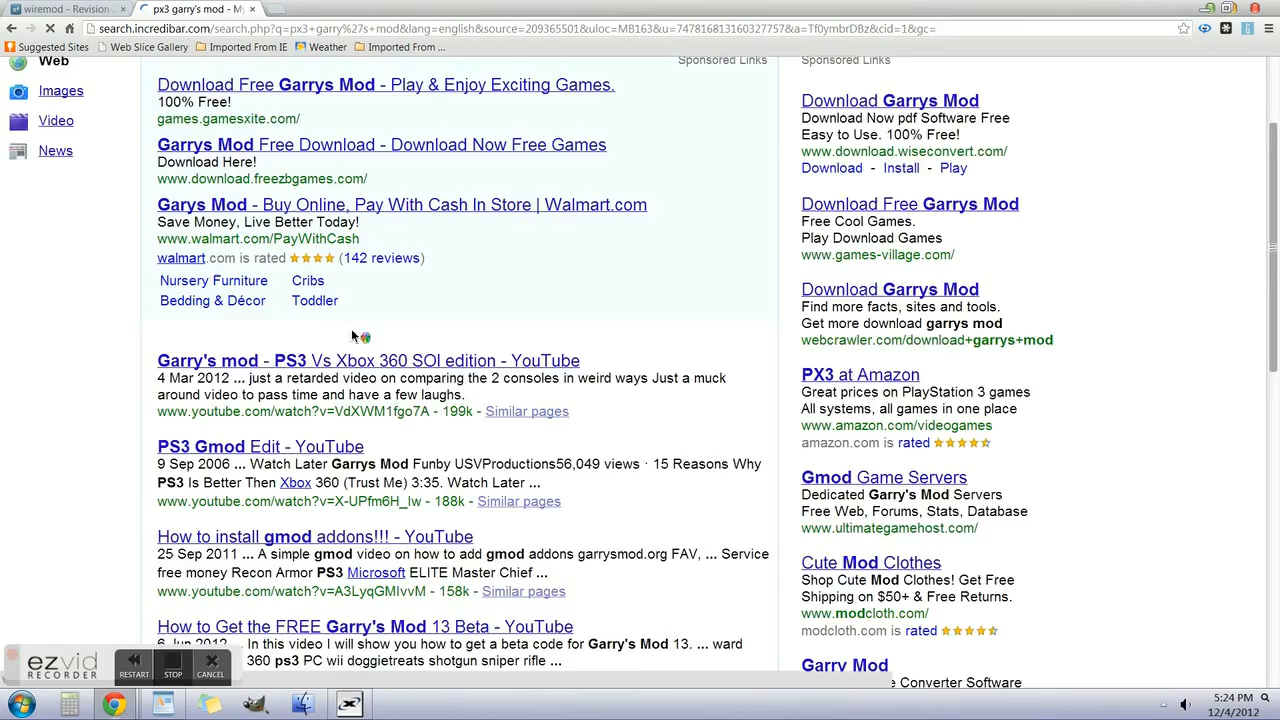 wiremod - Revision
px3 garry's mod - My
search.incredibar.com/search.php?q=px3+garry%27s+mod&lang=english&source=209365501&uloc=MB163&u=747816813160327757&a=Tf0ymbrDBz&cid=1&gc=
Suggested Sites
Web Slice Gallery
Imported From IE
Weather
Imported From ...
Web
Images
Video
News
Sponsored Links
Download Free Garrys Mod - Play & Enjoy Exciting Games.
100% Free!
games.gamesxite.com/
Garrys Mod Free Download - Download Now Free Games
Download Here!
www.download.freezbgames.com/
Garys Mod - Buy Online, Pay With Cash In Store | Walmart.com
Save Money, Live Better Today!
www.walmart.com/PayWithCash
walmart.com is rated (142 reviews)
Nursery Furniture Cribs
Bedding & Décor Toddler
Garry's mod - PS3 Vs Xbox 360 SOI edition - YouTube
4 Mar 2012 ... just a retarded video on comparing the 2 consoles in weird ways Just a muck
around video to pass time and have a few laughs.
www.youtube.com/watch?v=VdXWM1fgo7A - 199k - Similar pages
PS3 Gmod Edit - YouTube
9 Sep 2006 ... Watch Later Garrys Mod Funby USVProductions56,049 views · 15 Reasons Why
PS3 Is Better Then Xbox 360 (Trust Me) 3:35. Watch Later ...
www.youtube.com/watch?v=X-UPfm6H_lw - 188k - Similar pages
How to install gmod addons!!! - YouTube
25 Sep 2011 ... A simple gmod video on how to add gmod addons garrysmod.org FAV, ... Service
free money Recon Armor PS3 Microsoft ELITE Master Chief ...
www.youtube.com/watch?v=A3LyqGMIvvM - 158k - Similar pages
How to Get the FREE Garry's Mod 13 Beta - YouTube
6 Jun 2012 ... In this video I will show you how to get a beta code for Garry's Mod 13. ... ward
360 ps3 PC wii doggietreats shotgun sniper rifle ...
Sponsored Links
Download Garrys Mod
Download Now pdf Software Free
Easy to Use. 100% Free!
www.download.wiseconvert.com/
Download - Install - Play
Download Free Garrys Mod
Free Cool Games.
Play Download Games
www.games-village.com/
Download Garrys Mod
Find more facts, sites and tools.
Get more download garrys mod
webcrawler.com/download+garrys+mod
PX3 at Amazon
Great prices on PlayStation 3 games
All systems, all games in one place
www.amazon.com/videogames
amazon.com is rated
Gmod Game Servers
Dedicated Garry's Mod Servers
Free Web, Forums, Stats, Database
www.ultimategamehost.com/
Cute Mod Clothes
Shop Cute Mod Clothes! Get Free
Shipping on $50+ & Free Returns.
www.modcloth.com/
modcloth.com is rated
Garry Mod
e Converter Software
ezvid
RECORDER
RESTART
STOP
CANCEL
5:24 PM
12/4/2012